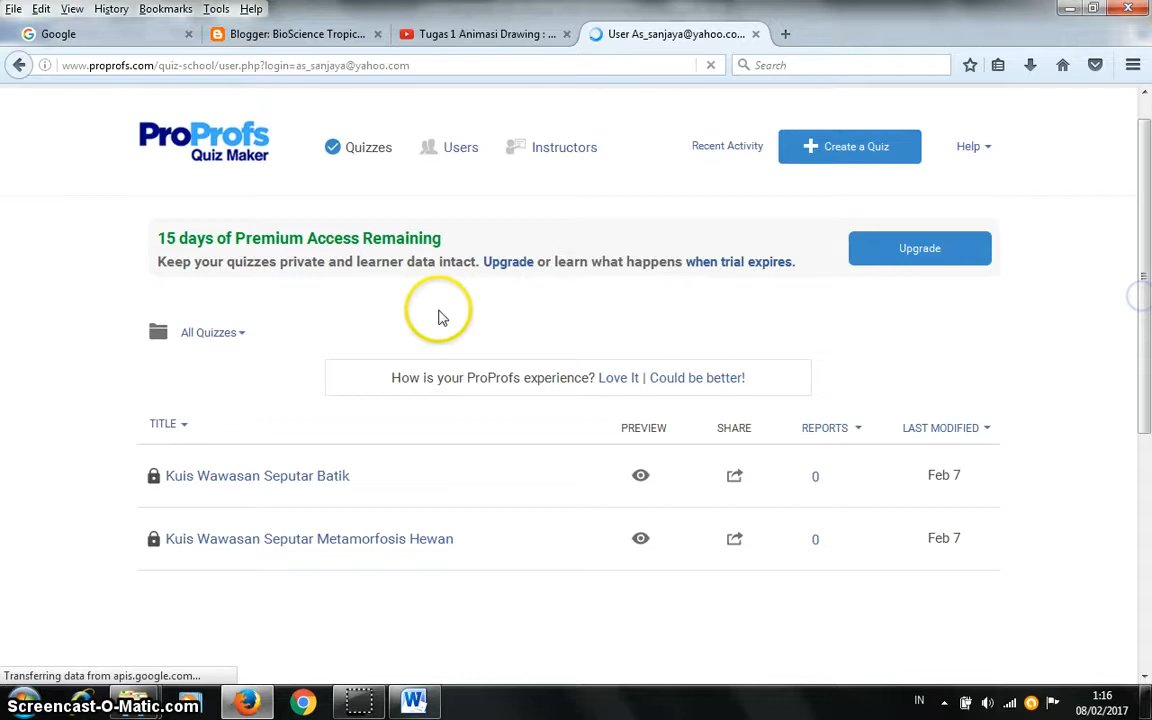 File Edit View History Bookmarks Tools Help
Google
Blogger: BioScience Tropic...
Tugas 1 Animasi Drawing : ...
User As_sanjaya@yahoo.co...
www.proprofs.com/quiz-school/user.php?login=as_sanjaya@yahoo.com
Search
ProProfs
Quiz Maker
Quizzes
Users
Instructors
Recent Activity
Create a Quiz
Help
15 days of Premium Access Remaining
Keep your quizzes private and learner data intact. Upgrade or learn what happens when trial expires.
Upgrade
All Quizzes
How is your ProProfs experience? Love It | Could be better!
TITLE PREVIEW SHARE REPORTS LAST MODIFIED
Kuis Wawasan Seputar Batik 0 Feb 7
Kuis Wawasan Seputar Metamorfosis Hewan 0 Feb 7
Transferring data from apis.google.com...
Screencast-O-Matic.com
IN
1:16
08/02/2017